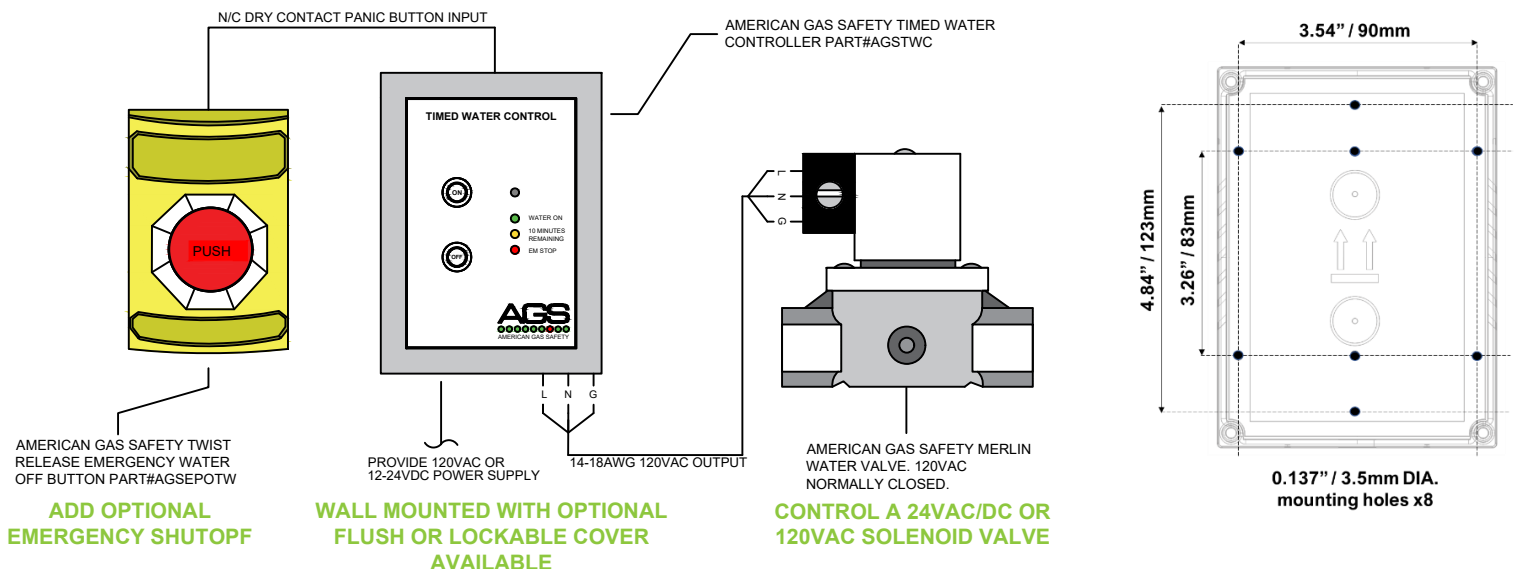 N/C DRY CONTACT PANIC BUTTON INPUT
PUSH
AMERICAN GAS SAFETY TWIST
RELEASE EMERGENCY WATER
OFF BUTTON PART#AGSEPOTW
ADD OPTIONAL
EMERGENCY SHUTOPF
AMERICAN GAS SAFETY TIMED WATER
CONTROLLER PART#AGSTWC
TIMED WATER CONTROL
ON
OFF
WATER ON
10 MINUTES
REMAINING
EM STOP
AGS
AMERICAN GAS SAFETY
L N G
PROVIDE 120VAC OR
12-24VDC POWER SUPPLY
14-18AWG 120VAC OUTPUT
WALL MOUNTED WITH OPTIONAL
FLUSH OR LOCKABLE COVER
AVAILABLE
L
N
G
AMERICAN GAS SAFETY MERLIN
WATER VALVE. 120VAC
NORMALLY CLOSED.
CONTROL A 24VAC/DC OR
120VAC SOLENOID VALVE
3.54” / 90mm
4.84” / 123mm
3.26” / 83mm
0.137” / 3.5mm DIA.
mounting holes x8